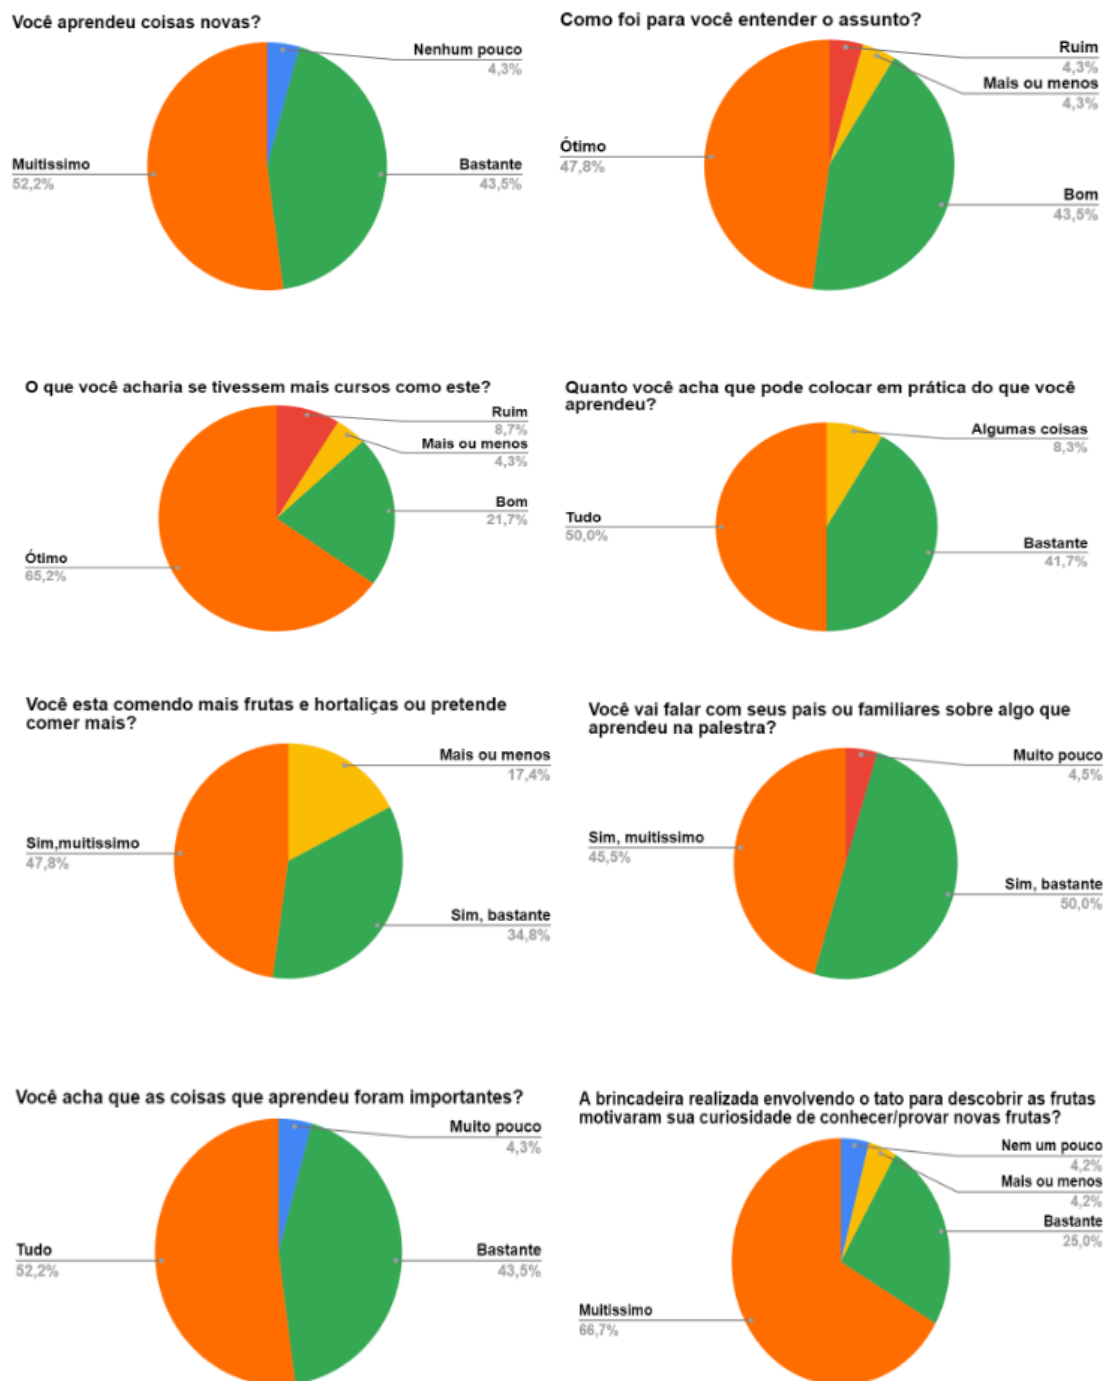 Você aprendeu coisas novas?
Nenhum pouco
4,3%
Multissimo
52,2%
Bastante
43,5%
Como foi para você entender o assunto?
Ruim
4,3%
Mais ou menos
4,3%
Ótimo
47,8%
Bom
43,5%
O que você acharia se tivessem mais cursos como este?
Ruim
8,7%
Mais ou menos
4,3%
Bom
21,7%
Ótimo
65,2%
Quanto você acha que pode colocar em prática do que você
aprendeu?
Algumas coisas
8,3%
Tudo
50,0%
Bastante
41,7%
Você esta comendo mais frutas e hortaliças ou pretende
comer mais?
Mais ou menos
17,4%
Sim,multissimo
47,8%
Sim, bastante
34,8%
Você vai falar com seus pais ou familiares sobre algo que
aprendeu na palestra?
Muito pouco
4,5%
Sim, multissimo
45,5%
Sim, bastante
50,0%
Você acha que as coisas que aprendeu foram importantes?
Muito pouco
4,3%
Tudo
52,2%
Bastante
43,5%
A brincadeira realizada envolvendo o tato para descobrir as frutas
motivaram sua curiosidade de conhecer/provar novas frutas?
Nem um pouco
4,2%
Mais ou menos
4,2%
Bastante
25,0%
Multissimo
66,7%